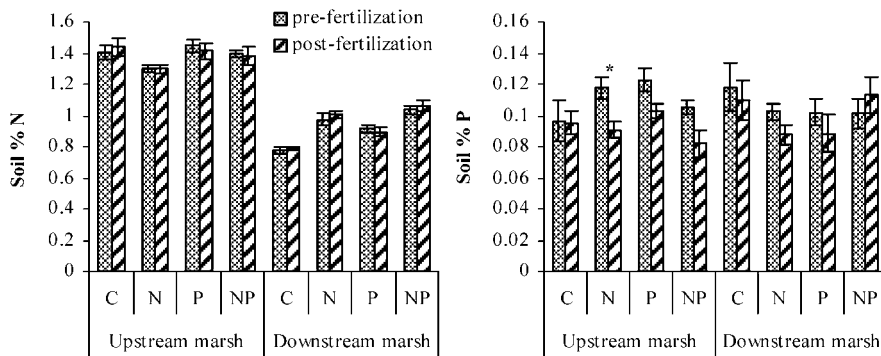 pre-fertilization
post-fertilization
Soil % N
1.6
1.4
1.2
1
0.8
0.6
0.4
0.2
0
C N P NP C N P NP
Upstream marsh Downstream marsh
Soil % P
0.16
0.14
0.12
0.1
0.08
0.06
0.04
0.02
0
*
C N P NP C N P NP
Upstream marsh Downstream marsh